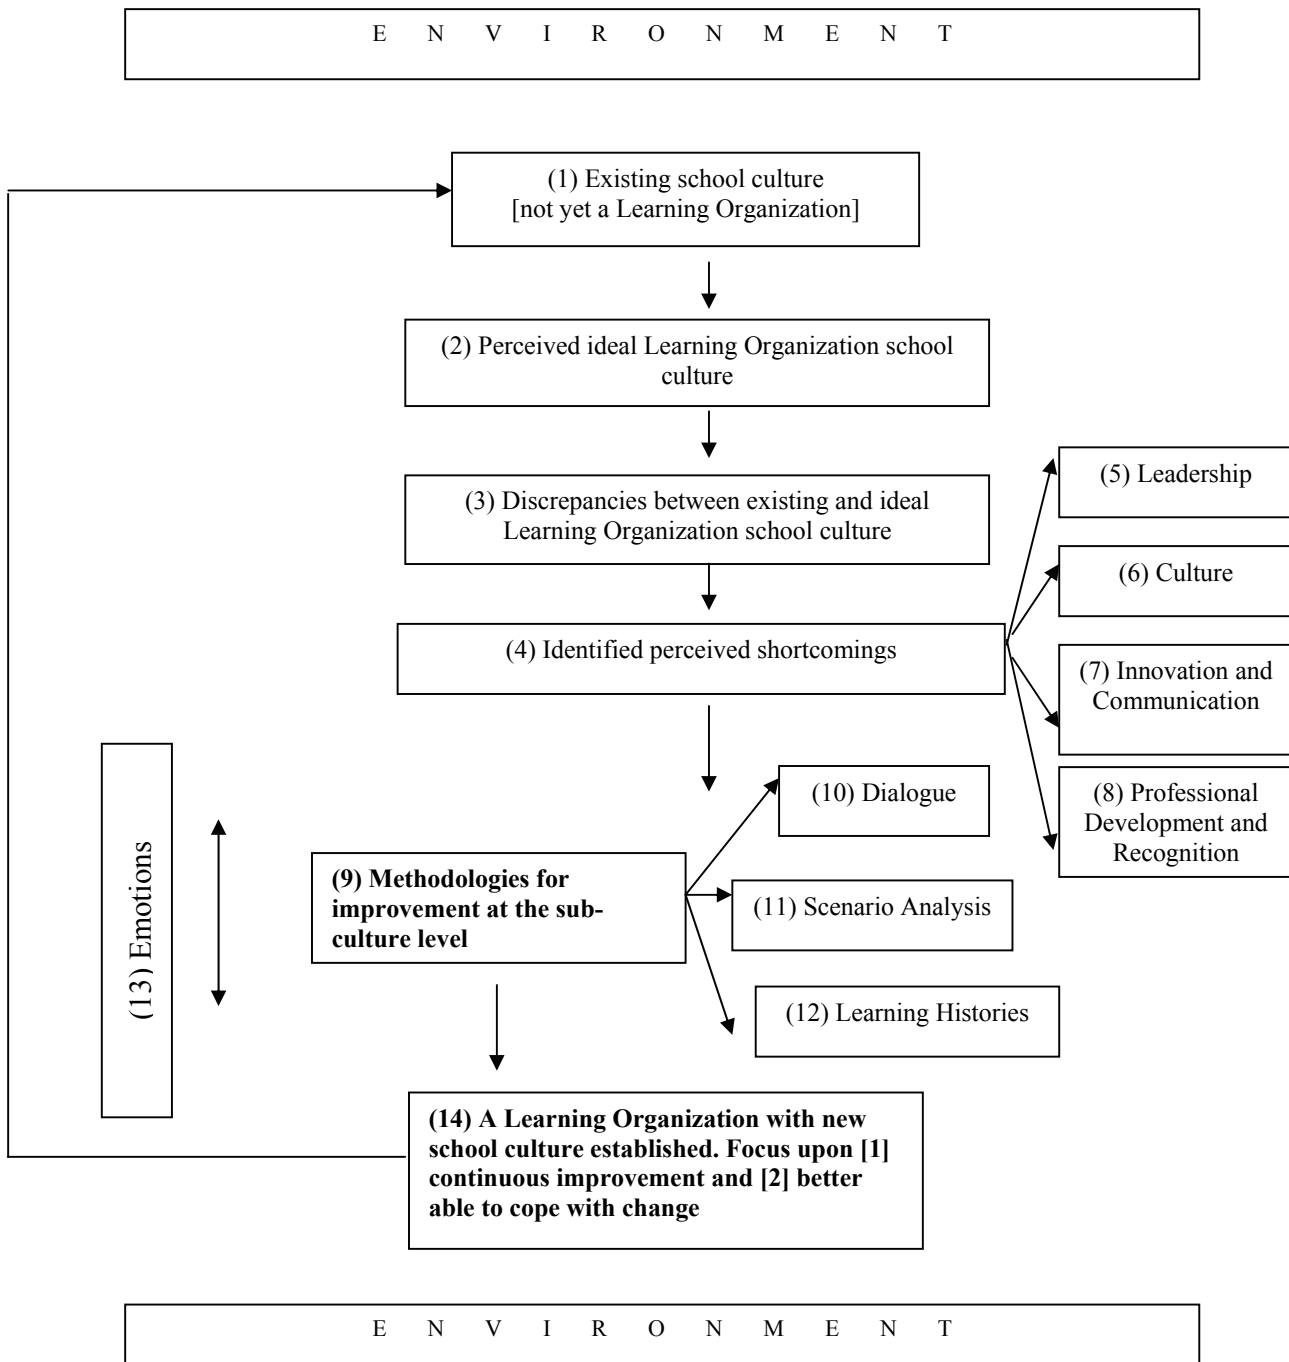 E N V I R O N M E N T
(1) Existing school culture
[not yet a Learning Organization]
(2) Perceived ideal Learning Organization school
culture
(3) Discrepancies between existing and ideal
Learning Organization school culture
(4) Identified perceived shortcomings
(5) Leadership
(6) Culture
(7) Innovation and
Communication
(8) Professional
Development and
Recognition
(9) Methodologies for
improvement at the sub-
culture level
(10) Dialogue
(11) Scenario Analysis
(12) Learning Histories
(13) Emotions
(14) A Learning Organization with new
school culture established. Focus upon [1]
continuous improvement and [2] better
able to cope with change
E N V I R O N M E N T